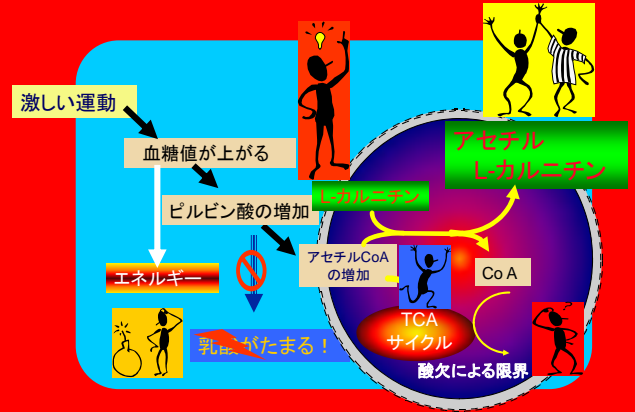 激しい運動
血糖値が上がる
ピルビン酸の増加
エネルギー
乳酸がたまる！
L-カルニチン
アセチルCoA
の増加
アセチル
L-カルニチン
CoA
TCA
サイクル
酸欠による限界